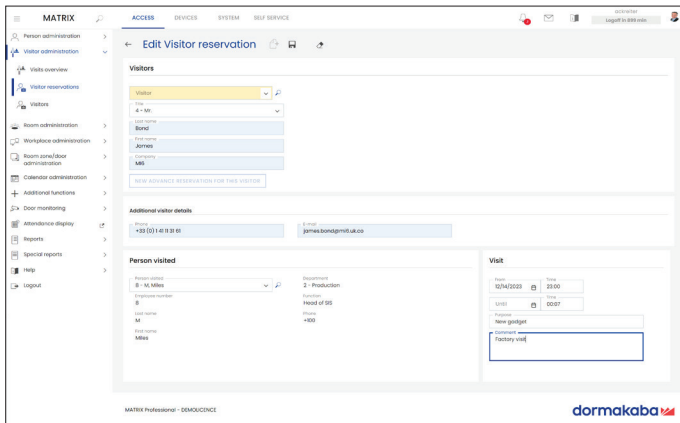 MATRIX
ACCESS
DEVICES
SYSTEM
SELF SERVICE
Logoff in 899 min
Person administration
Visitor administration
Visits overview
Visitor reservations
Visitors
Room administration
Workplace administration
Room zone/door
administration
Calendar administration
Additional functions
Door monitoring
Attendance display
Reports
Special reports
Help
Logout
Edit Visitor reservation
Visitors
Visitor
Title
4 - Mr.
Last name
Bond
First name
James
Company
MI6
NEW ADVANCE RESERVATION FOR THIS VISITOR
Additional visitor details
Phone
+33 (0) 1 41 11 31 61
E-mail
james.bond@mi6.uk.co
Person visited
Person visited
8 - M, Miles
Employee number
8
Last name
M
First name
Miles
Department
2 - Production
Function
Head of SIS
Phone
Visit
From
12/14/2023
Time
23:00
Until
Time
00:07
Purpose
New gadget
Comment
Factory visit
MATRIX Professional - DEMOLICENCE
dormakaba